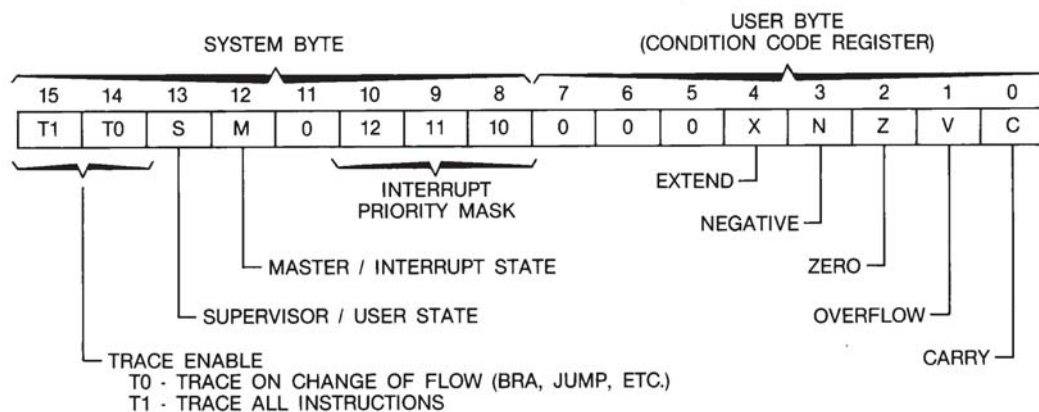 USER BYTE
SYSTEM BYTE (CONDITION CODE REGISTER)
15 14 13 12 11 10 9 8 7 6 5 4 3 2 1 0
T1 T0 S M 0 12 11 10 0 0 0 X N Z V C
INTERRUPT
PRIORITY MASK
EXTEND
NEGATIVE
MASTER / INTERRUPT STATE
ZERO
SUPERVISOR / USER STATE
OVERFLOW
TRACE ENABLE
CARRY
T0 - TRACE ON CHANGE OF FLOW (BRA, JUMP, ETC.)
T1 - TRACE ALL INSTRUCTIONS